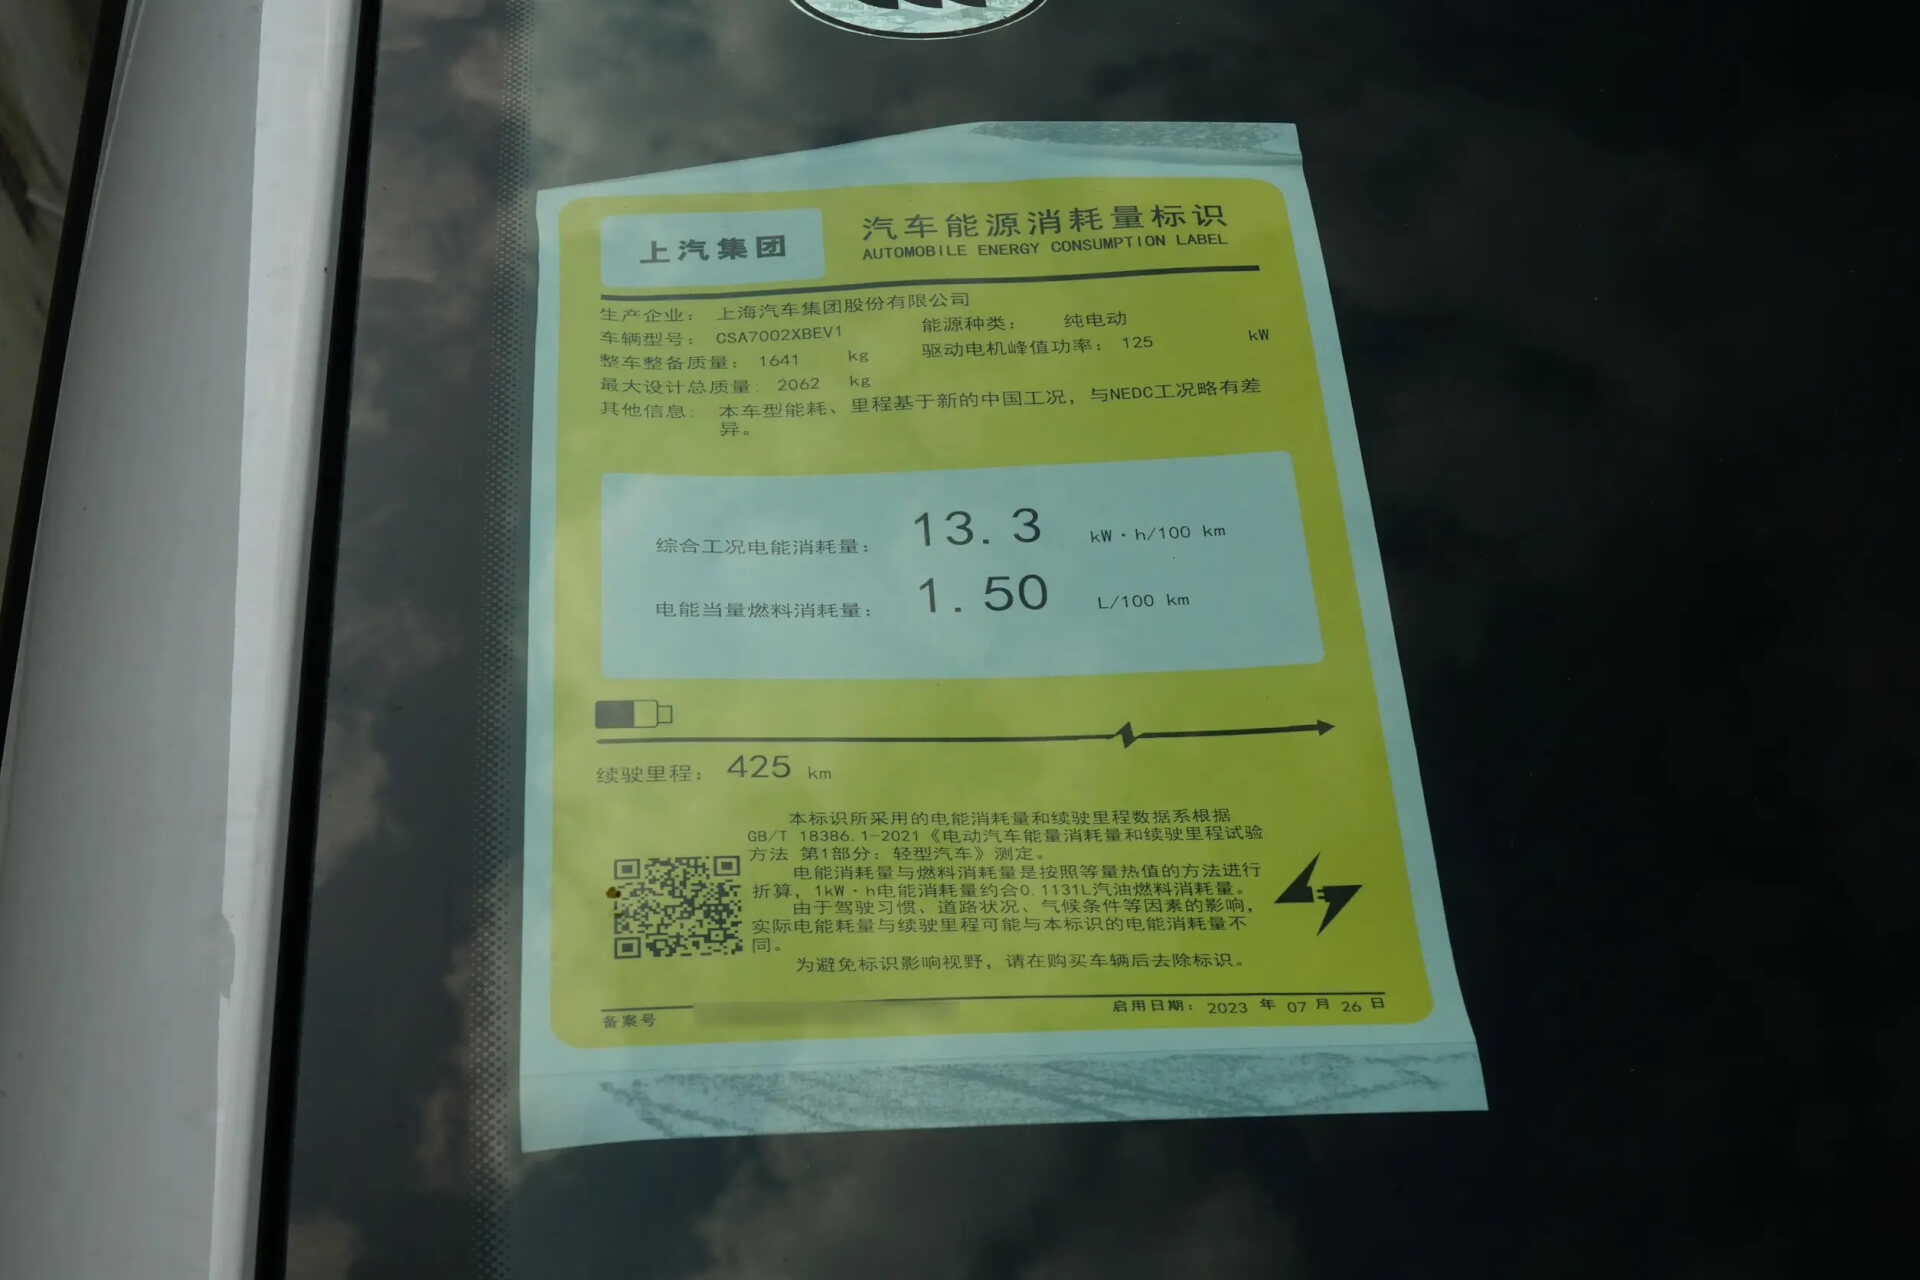 上汽集团
汽车能源消耗量标识
AUTOMOBILE ENERGY CONSUMPTION LABEL
生产企业: 上海汽车集团股份有限公司
车辆型号: CSA7002XBEV1 能源种类: 纯电动
整车整备质量: 1641 kg 驱动电机峰值功率: 125 kW
最大设计总质量: 2062 kg
其他信息: 本车型能耗、里程基于新的中国工况,与NEDC工况略有差
异。
综合工况电能消耗量: 13.3 kW·h/100 km
电能当量燃料消耗量: 1.50 L/100 km
续驶里程: 425 km
本标识所采用的电能消耗量和续驶里程数据系根据
GB/T 18386.1-2021《电动汽车能量消耗量和续驶里程试验
方法 第1部分: 轻型汽车》测定。
电能消耗量与燃料消耗量是按照等量热值的方法进行
折算, 1kW·h电能消耗量约合0.1131L汽油燃料消耗量。
由于驾驶习惯、道路状况、气候条件等因素的影响,
实际电能耗量与续驶里程可能与本标识的电能消耗量不
同。
为避免标识影响视野, 请在购买车辆后去除标识。
备案号 启用日期: 2023 年 07 月 26 日